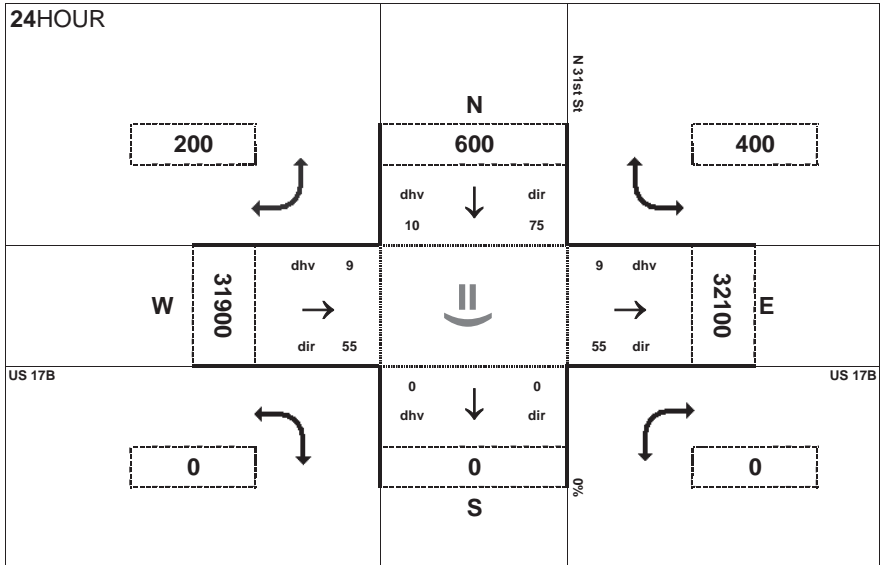 24HOUR
N 31st St
N
200
600
400
dhv
dir
10
75
dhv 9
9 dhv
W
31900
32100
E
dir 55
55 dir
US 17B
US 17B
0
0
dhv
dir
0
0
0
0%
S